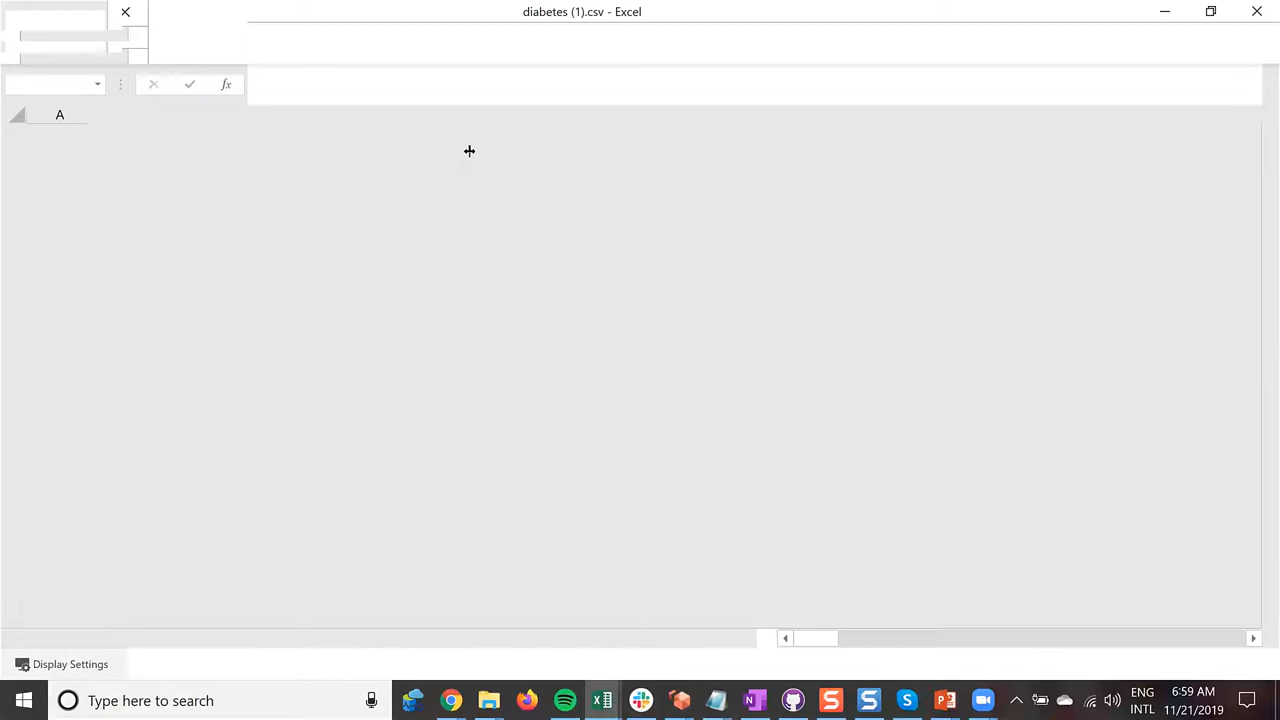 diabetes (1).csv - Excel
fx
A
Display Settings
Type here to search
ENG
INTL
6:59 AM
11/21/2019